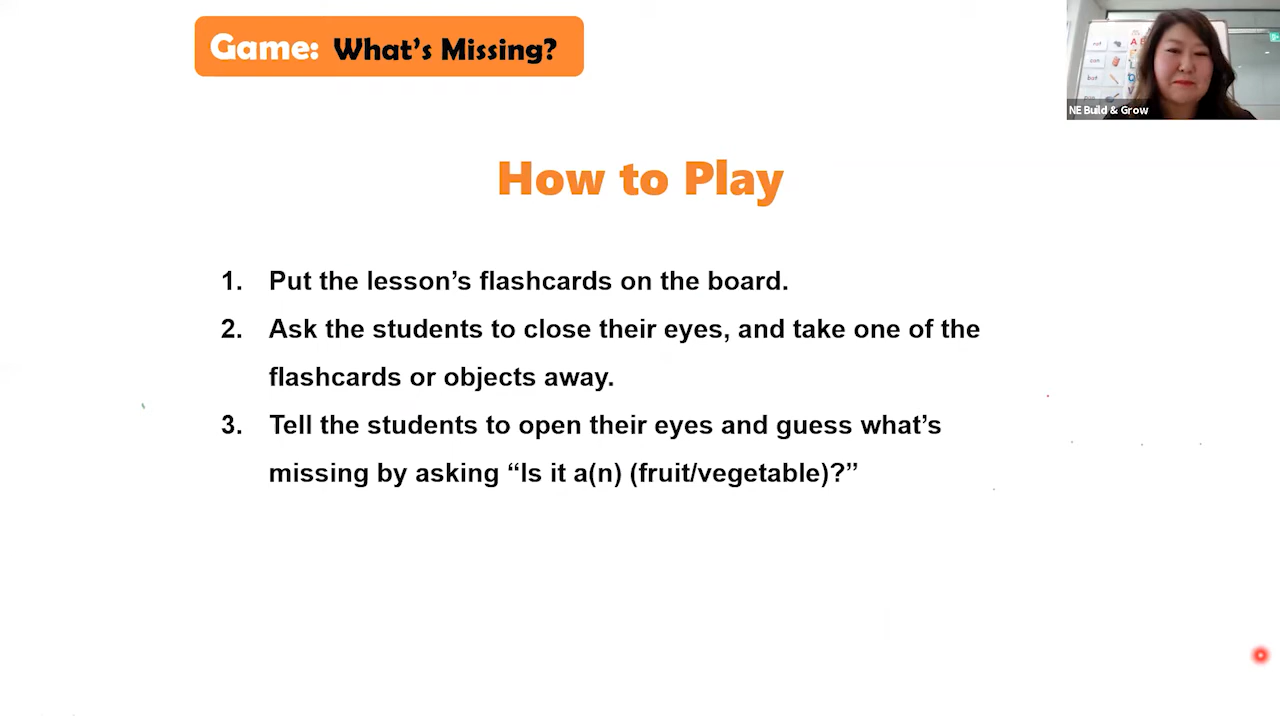 Game: What's Missing?
NE Build & Grow
How to Play
1. Put the lesson's flashcards on the board.
2. Ask the students to close their eyes, and take one of the
flashcards or objects away.
3. Tell the students to open their eyes and guess what's
missing by asking “Is it a(n) (fruit/vegetable)?”